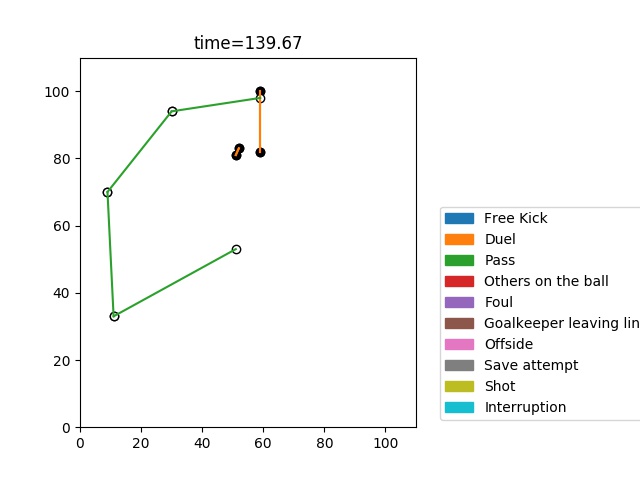 time=139.67
100
80
60
40
20
0
0 20 40 60 80 100
Free Kick
Duel
Pass
Others on the ball
Foul
Goalkeeper leaving lin
Offside
Save attempt
Shot
Interruption